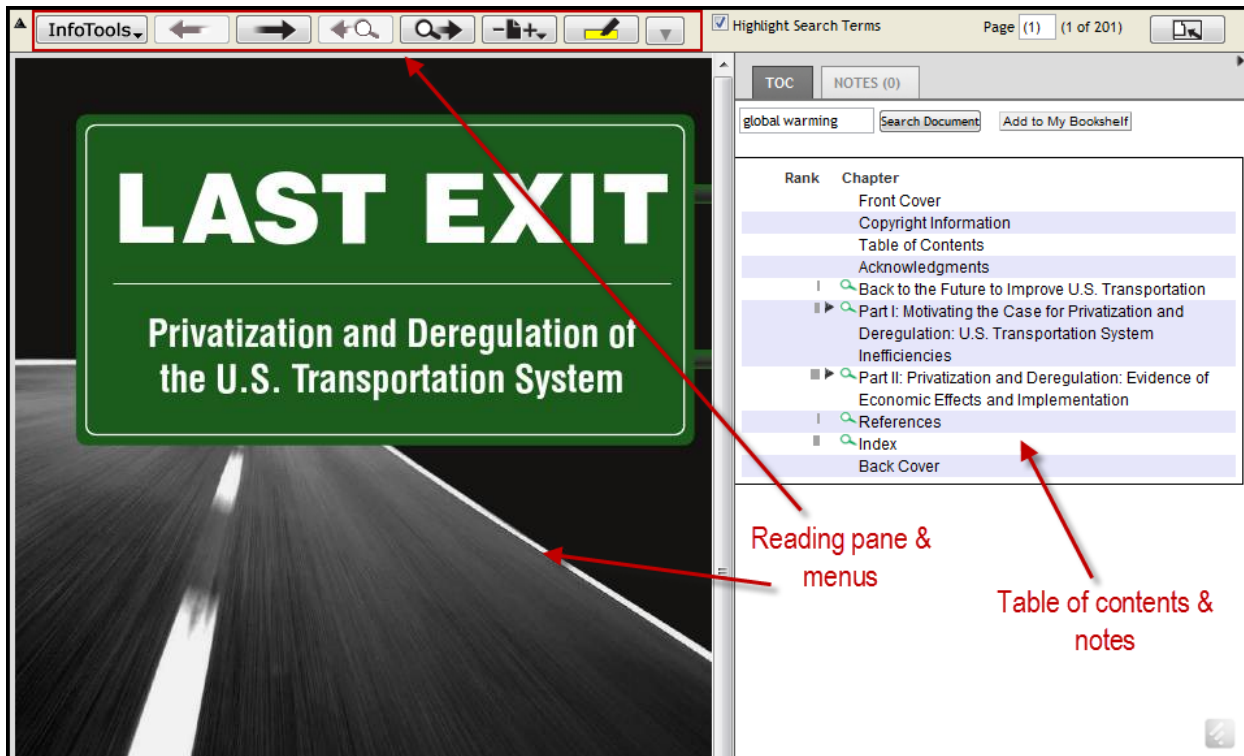 InfoTools
Highlight Search Terms
Page (1) (1 of 201)
TOC
NOTES (0)
global warming
Search Document
Add to My Bookshelf
LAST EXIT
Privatization and Deregulation of
the U.S. Transportation System
Rank Chapter
Front Cover
Copyright Information
Table of Contents
Acknowledgments
Back to the Future to Improve U.S. Transportation
Part I: Motivating the Case for Privatization and
Deregulation: U.S. Transportation System
Inefficiencies
Part II: Privatization and Deregulation: Evidence of
Economic Effects and Implementation
References
Index
Back Cover
Reading pane &
menus
Table of contents &
notes